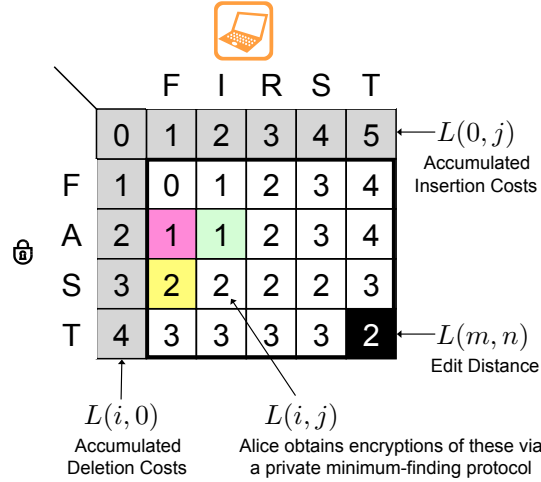 F I R S T
0 1 2 3 4 5 L(0, j)
Accumulated
Insertion Costs
F 1 0 1 2 3 4
A 2 1 1 2 3 4
S 3 2 2 2 2 3
T 4 3 3 3 3 2 L(m, n)
Edit Distance
L(i, 0) L(i, j)
Accumulated
Deletion Costs
Alice obtains encryptions of these via
a private minimum-finding protocol